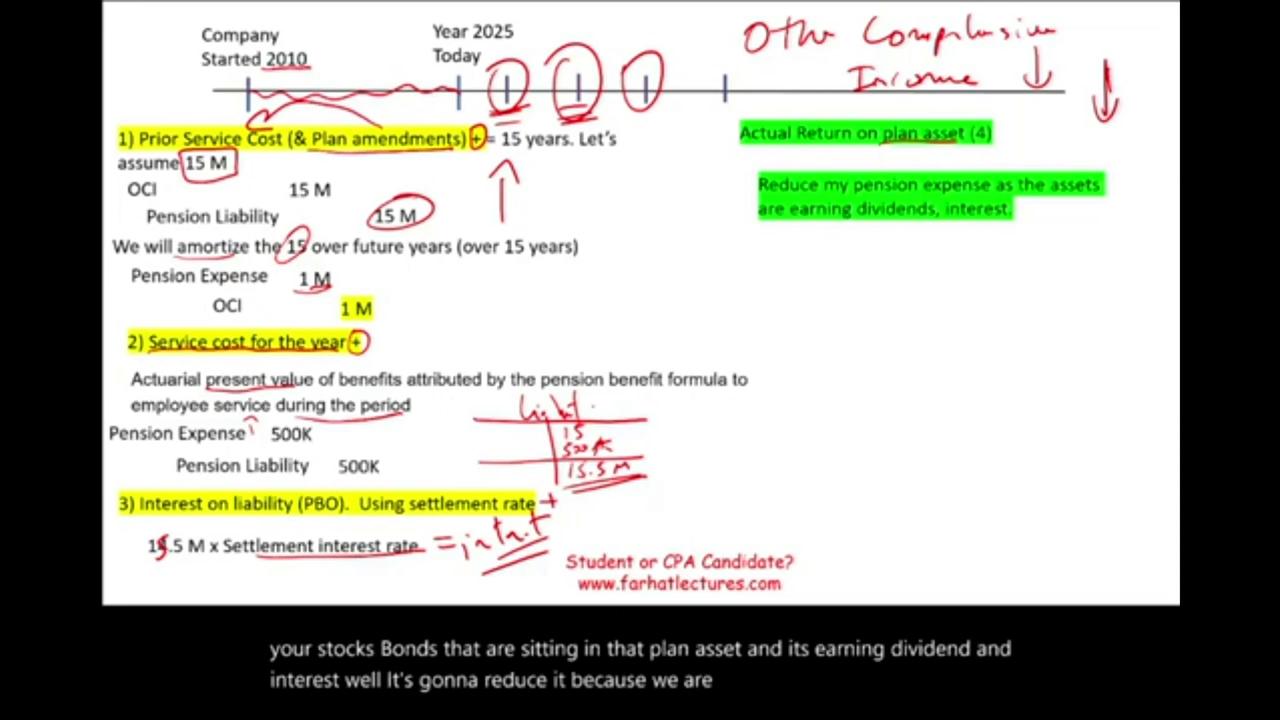 Company
Started 2010
Year 2025
Today
Other Comprehensive
Income
1) Prior Service Cost (& Plan amendments) + = 15 years. Let's
assume 15 M
OCI 15 M
Pension Liability 15 M
We will amortize the 15 over future years (over 15 years)
Pension Expense 1 M
OCI 1 M
2) Service cost for the year +
Actuarial present value of benefits attributed by the pension benefit formula to
employee service during the period
Pension Expense 500K
Pension Liability 500K
15
500 K
15.5 M
3) Interest on liability (PBO). Using settlement rate +
15.5 M x Settlement interest rate =
Actual Return on plan asset (4)
Reduce my pension expense as the assets
are earning dividends, interest.
Student or CPA Candidate?
www.farhatlectures.com
your stocks Bonds that are sitting in that plan asset and its earning dividend and
interest well It's gonna reduce it because we are